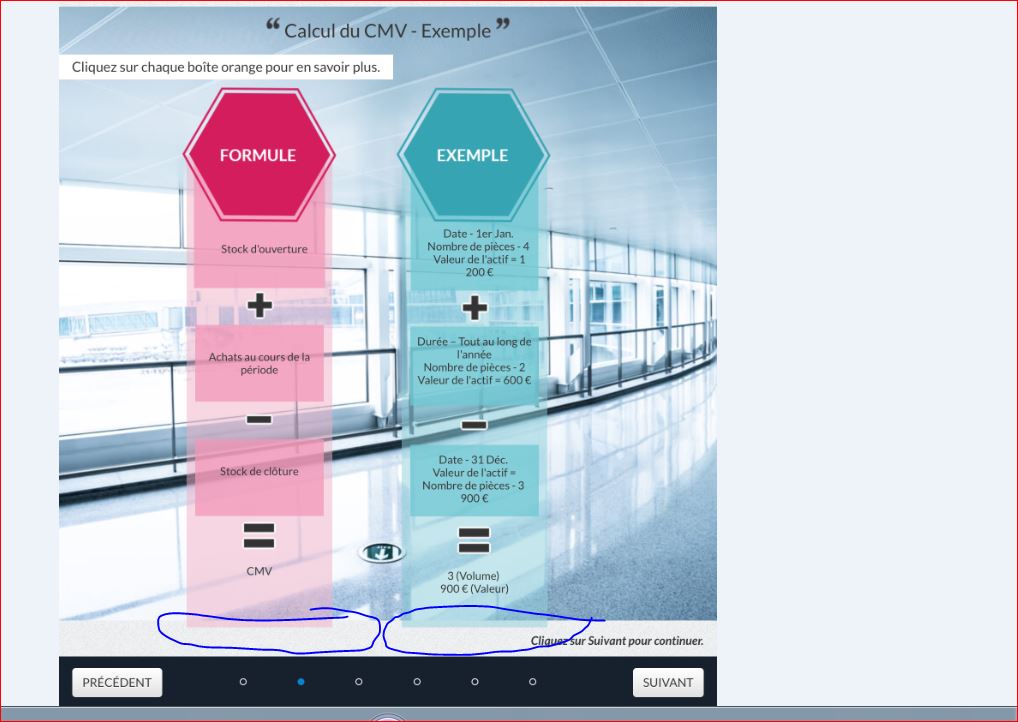 “ Calcul du CMV - Exemple ”
Cliquez sur chaque boîte orange pour en savoir plus.
FORMULE
Stock d'ouverture
Achats au cours de la
période
Stock de clôture
CMV
EXEMPLE
Date - 1er Jan.
Nombre de pièces - 4
Valeur de l'actif = 1
200 €
Durée – Tout au long de
l'année
Nombre de pièces - 2
Valeur de l'actif = 600 €
Date - 31 Déc.
Valeur de l'actif =
Nombre de pièces - 3
900 €
3 (Volume)
900 € (Valeur)
Cliquez sur Suivant pour continuer.
PRÉCÉDENT
SUIVANT